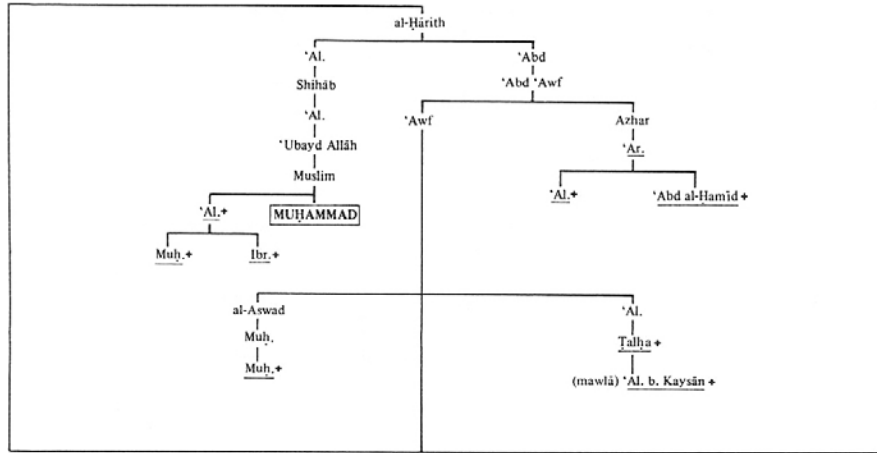 al-Ḥārith
ʿAl. ʿAbd
Shihāb ʿAbd ʿAwf
ʿAl. ʿAwf Azhar
ʿUbayd Allāh ʿAr.
Muslim
ʿAl.+ ʿAbd al-Ḥamīd +
ʿAl.+ MUḤAMMAD
Muḥ.+ Ibr.+
al-Aswad ʿAl.
Muḥ. Ṭalḥa +
Muḥ.+ (mawlā) ʿAl. b. Kaysān +